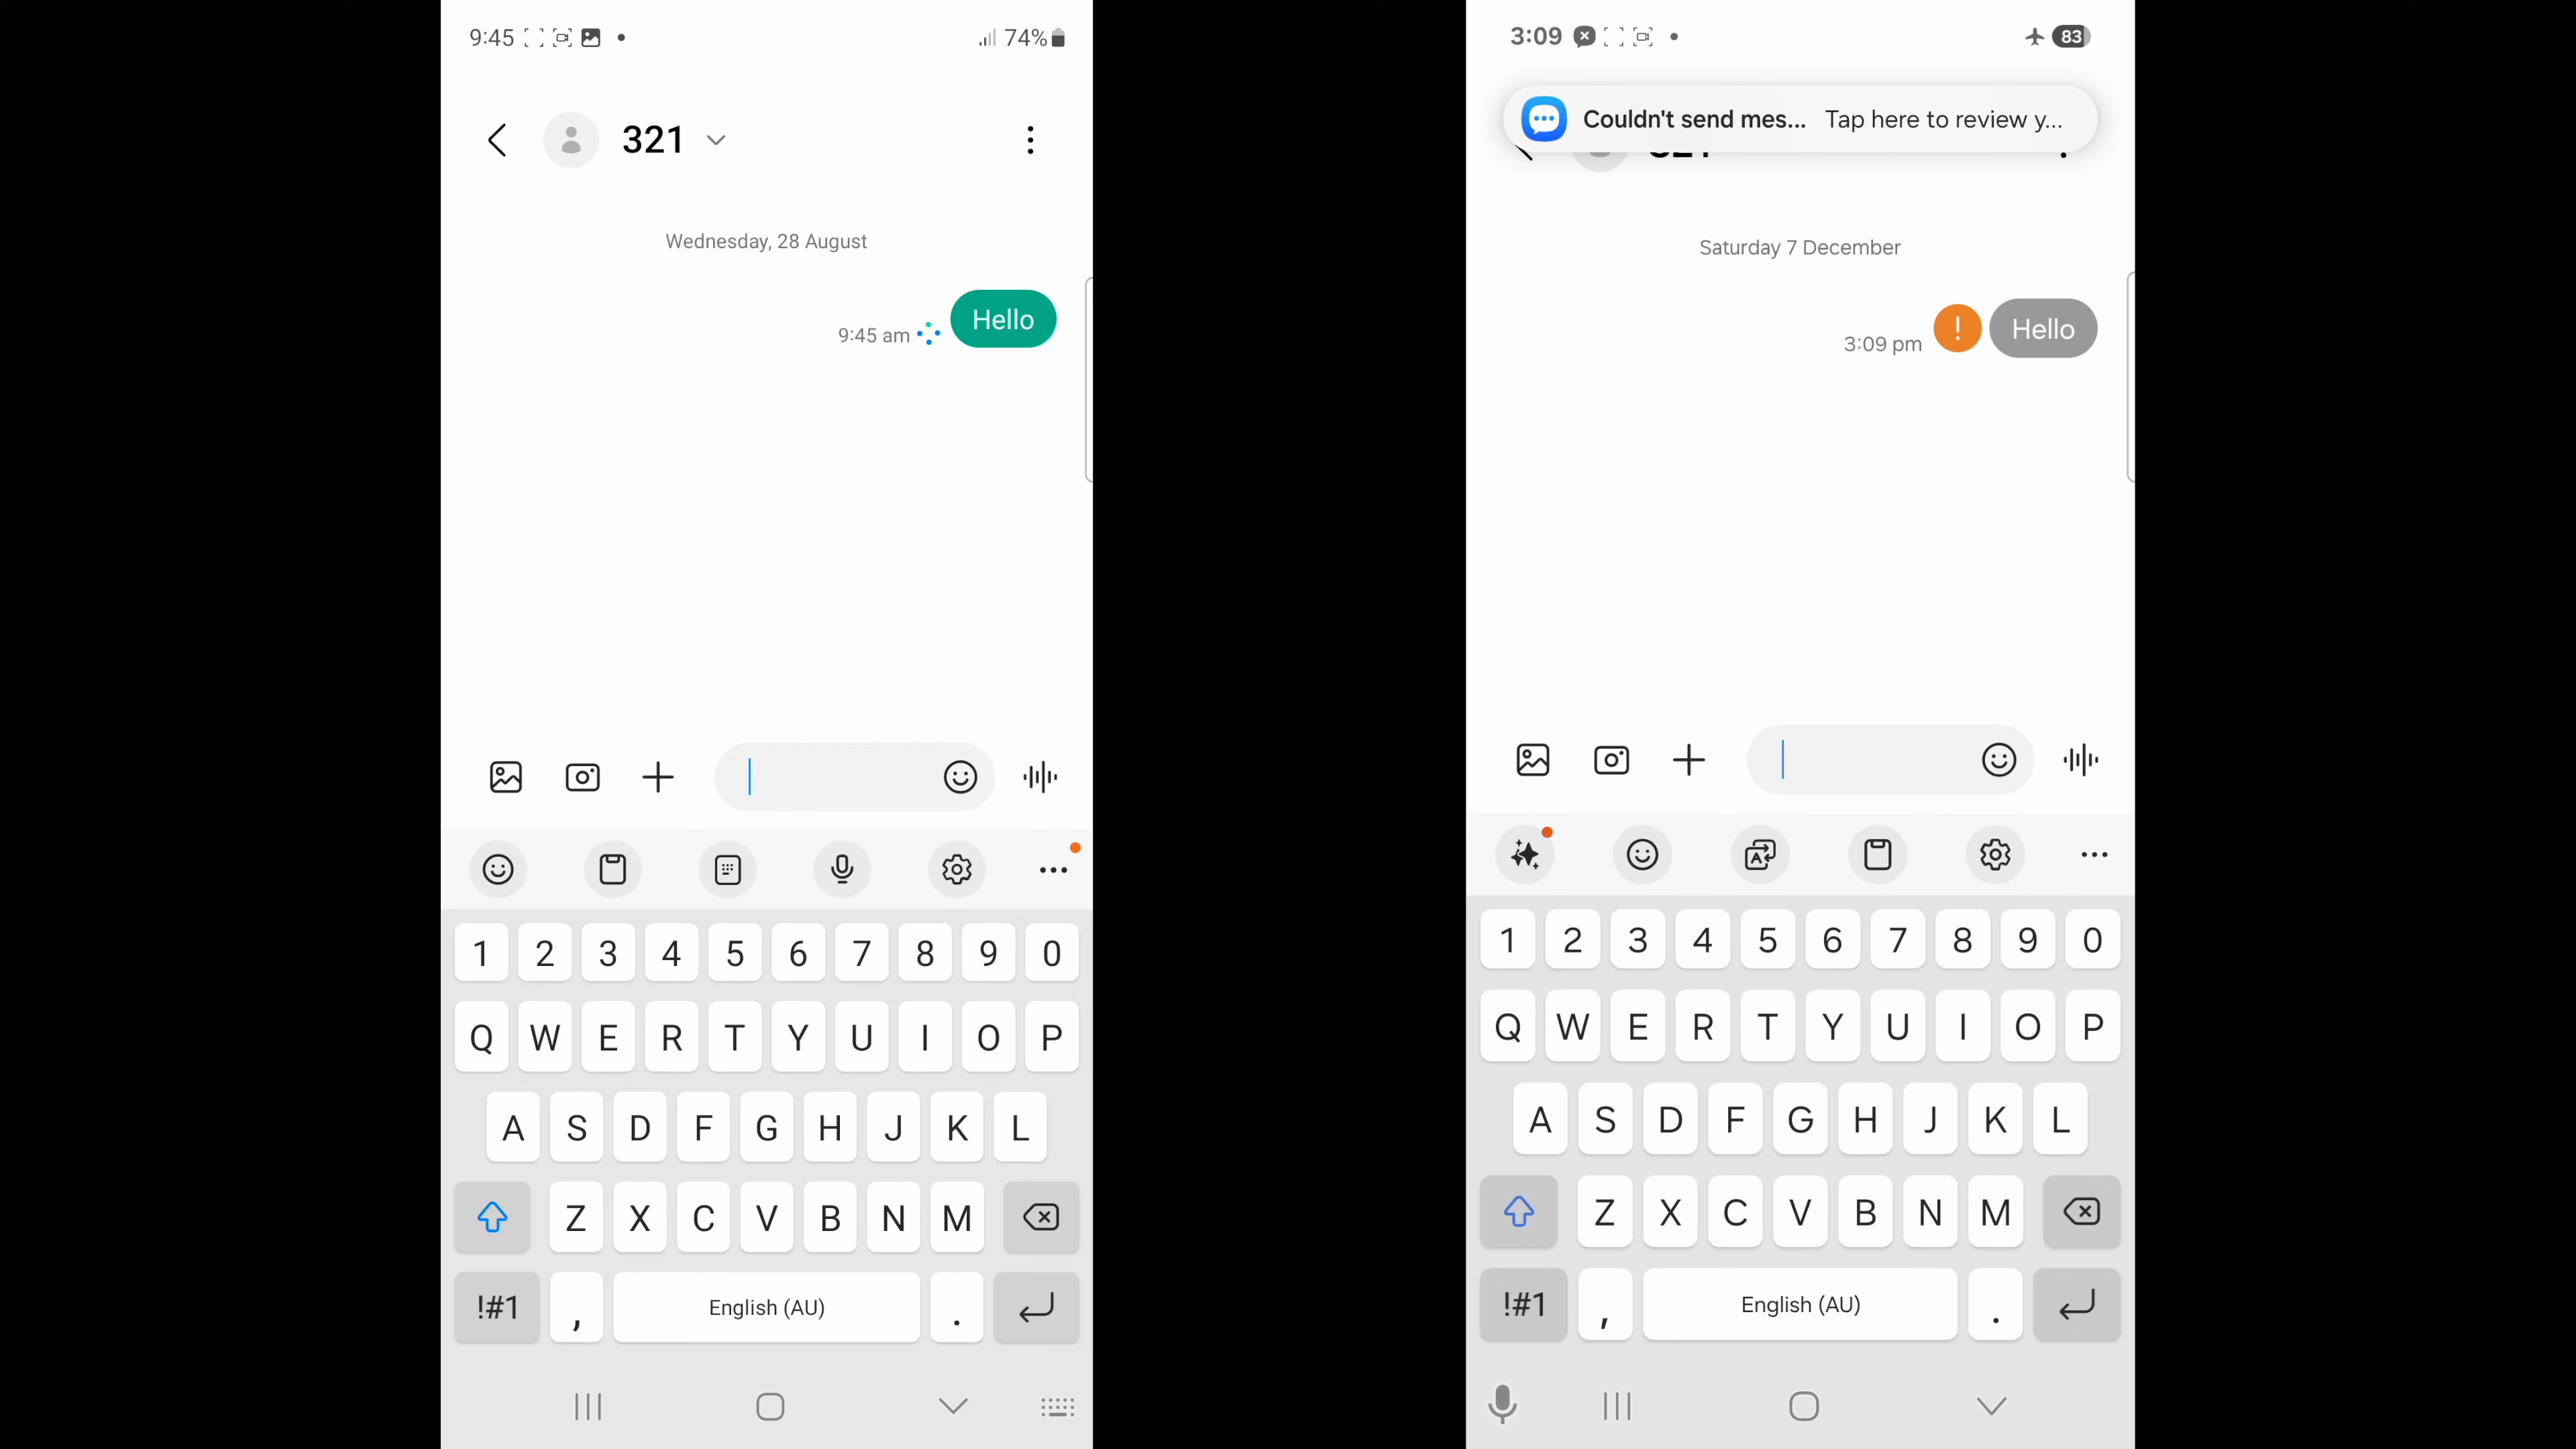 9:45
74%
321
Wednesday, 28 August
Hello
9:45 am
1 2 3 4 5 6 7 8 9 0
Q W E R T Y U I O P
A S D F G H J K L
Z X C V B N M
!#1 , English (AU) .
3:09
83
Couldn't send mes... Tap here to review y...
Saturday 7 December
! Hello
3:09 pm
1 2 3 4 5 6 7 8 9 0
Q W E R T Y U I O P
A S D F G H J K L
Z X C V B N M
!#1 , English (AU) .